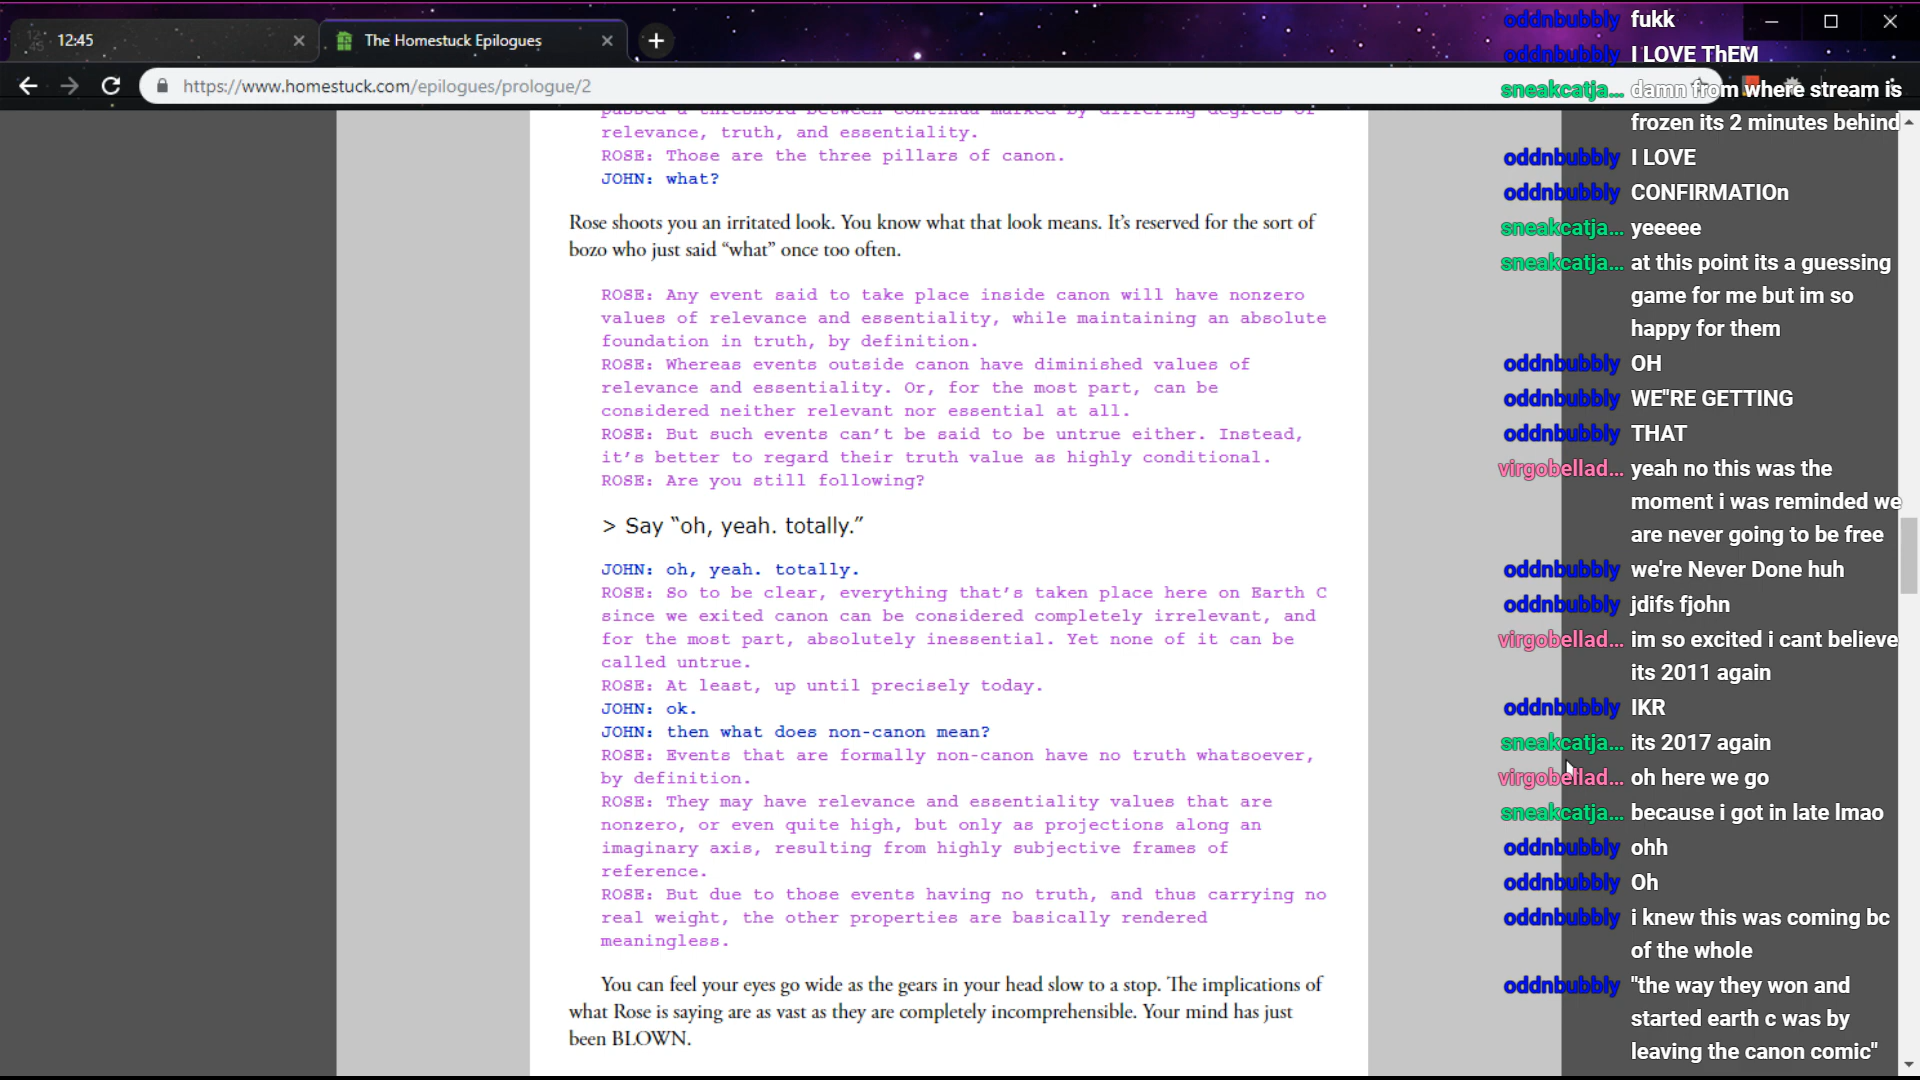 12:45
The Homestuck Epilogues
https://www.homestuck.com/epilogues/prologue/2
passed a threshold between continua marked by differing degrees of
relevance, truth, and essentiality.
ROSE: Those are the three pillars of canon.
JOHN: what?
Rose shoots you an irritated look. You know what that look means. It’s reserved for the sort of
bozo who just said “what” once too often.
ROSE: Any event said to take place inside canon will have nonzero
values of relevance and essentiality, while maintaining an absolute
foundation in truth, by definition.
ROSE: Whereas events outside canon have diminished values of
relevance and essentiality. Or, for the most part, can be
considered neither relevant nor essential at all.
ROSE: But such events can’t be said to be untrue either. Instead,
it’s better to regard their truth value as highly conditional.
ROSE: Are you still following?
> Say “oh, yeah. totally.”
JOHN: oh, yeah. totally.
ROSE: So to be clear, everything that’s taken place here on Earth C
since we exited canon can be considered completely irrelevant, and
for the most part, absolutely inessential. Yet none of it can be
called untrue.
ROSE: At least, up until precisely today.
JOHN: ok.
JOHN: then what does non-canon mean?
ROSE: Events that are formally non-canon have no truth whatsoever,
by definition.
ROSE: They may have relevance and essentiality values that are
nonzero, or even quite high, but only as projections along an
imaginary axis, resulting from highly subjective frames of
reference.
ROSE: But due to those events having no truth, and thus carrying no
real weight, the other properties are basically rendered
meaningless.
You can feel your eyes go wide as the gears in your head slow to a stop. The implications of
what Rose is saying are as vast as they are completely incomprehensible. Your mind has just
been BLOWN.
oddnbubbly fukk
oddnbubbly I LOVE ThEM
sneakcatja... damn from where stream is
frozen its 2 minutes behind
oddnbubbly I LOVE
oddnbubbly CONFIRMATIOn
sneakcatja... yeeeee
sneakcatja... at this point its a guessing
game for me but im so
happy for them
oddnbubbly OH
oddnbubbly WE"RE GETTING
oddnbubbly THAT
virgobellad... yeah no this was the
moment i was reminded we
are never going to be free
oddnbubbly we're Never Done huh
oddnbubbly jdifs fjohn
virgobellad... im so excited i cant believe
its 2011 again
oddnbubbly IKR
sneakcatja... its 2017 again
virgobellad... oh here we go
sneakcatja... because i got in late lmao
oddnbubbly ohh
oddnbubbly Oh
oddnbubbly i knew this was coming bc
of the whole
oddnbubbly "the way they won and
started earth c was by
leaving the canon comic"